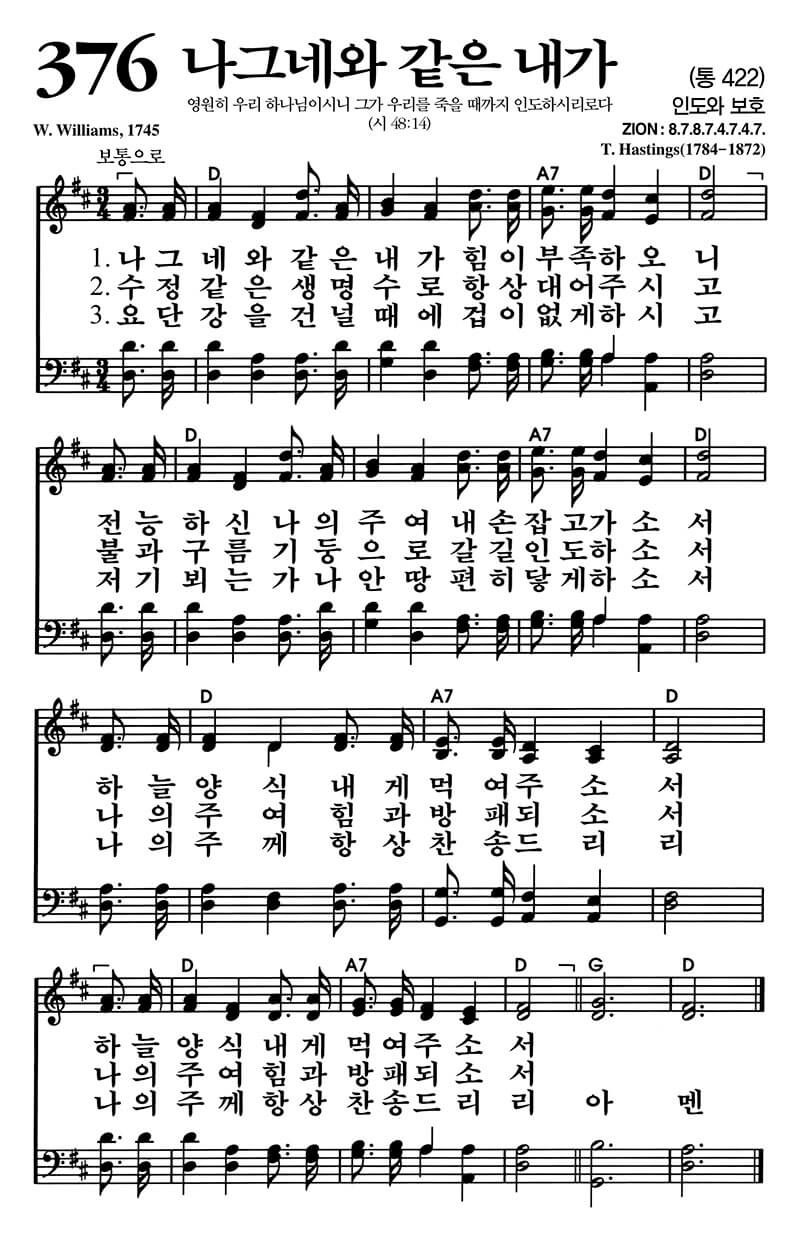 376 나그네와 같은 내가 (통 422)
영원히 우리 하나님이시니 그가 우리를 죽을 때까지 인도하시리로다
(시 48:14)
인도와 보호
W. Williams, 1745
ZION : 8.7.8.7.4.7.4.7.
T. Hastings(1784-1872)
보통으로
D A7 D
1. 나 그 네 와 같 은 내 가 힘 이 부 족 하 오 니
2. 수 정 같 은 생 명 수 로 항 상 대 어 주 시 고
3. 요 단 강 을 건 널 때 에 겁 이 없 게 하 시 고
D A7 D
전 능 하 신 나 의 주 여 내 손 잡 고 가 소 서
불 과 구 름 기 둥 으 로 갈 길 인 도 하 소 서
저 기 뵈 는 가 나 안 땅 편 히 닿 게 하 소 서
D A7 D
하 늘 양 식 내 게 먹 여 주 소 서
나 의 주 여 힘 과 방 패 되 소 서
나 의 주 께 항 상 찬 송 드 리 리
D A7 D G D
하 늘 양 식 내 게 먹 여 주 소 서
나 의 주 여 힘 과 방 패 되 소 서
나 의 주 께 항 상 찬 송 드 리 리 아 멘